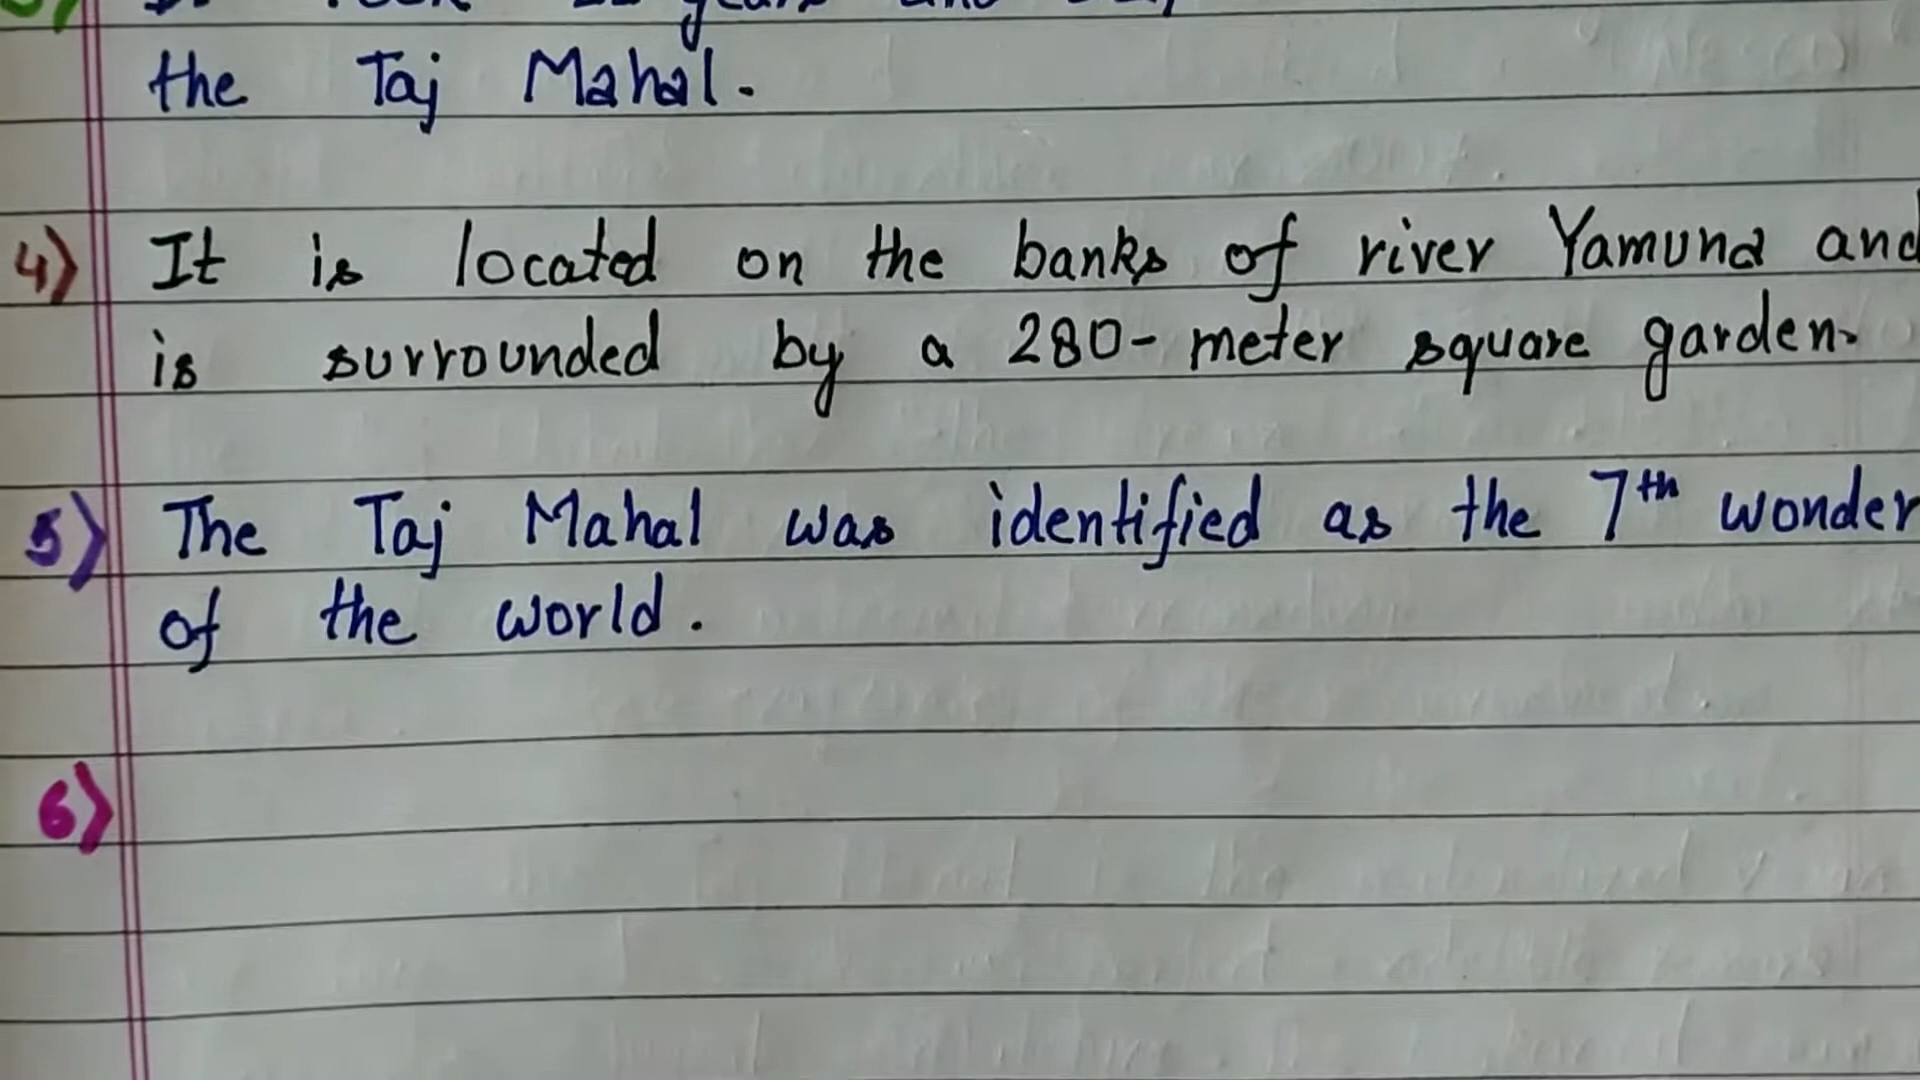 years
the Taj Mahal.
4) It is located on the banks of river Yamuna and
is surrounded by a 280-meter square garden.
5) The Taj Mahal was identified as the 7th wonder
of the world.
6)